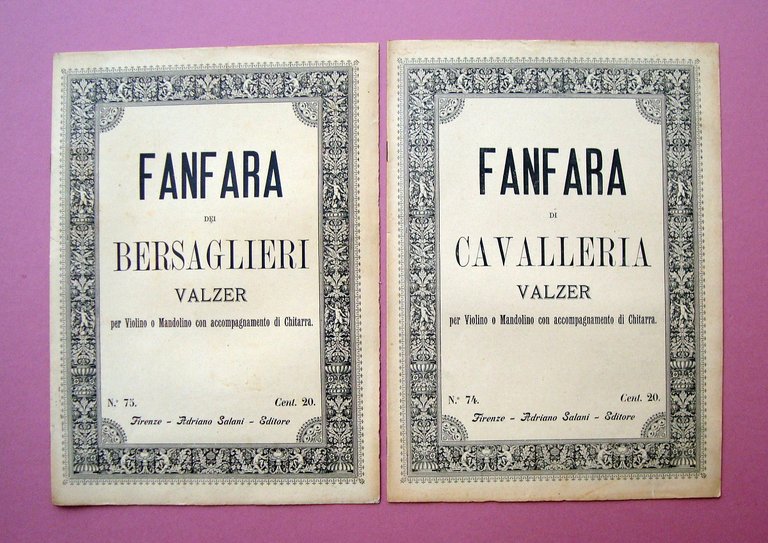 FANFARA
DEI
BERSAGLIERI
VALZER
per Violino o Mandolino con accompagnamento di Chitarra.
N.º 75. Cent. 20.
Firenze - Adriano Salani - Editore
FANFARA
DI
CAVALLERIA
VALZER
per Violino o Mandolino con accompagnamento di Chitarra.
N.º 74. Cent. 20.
Firenze - Adriano Salani - Editore